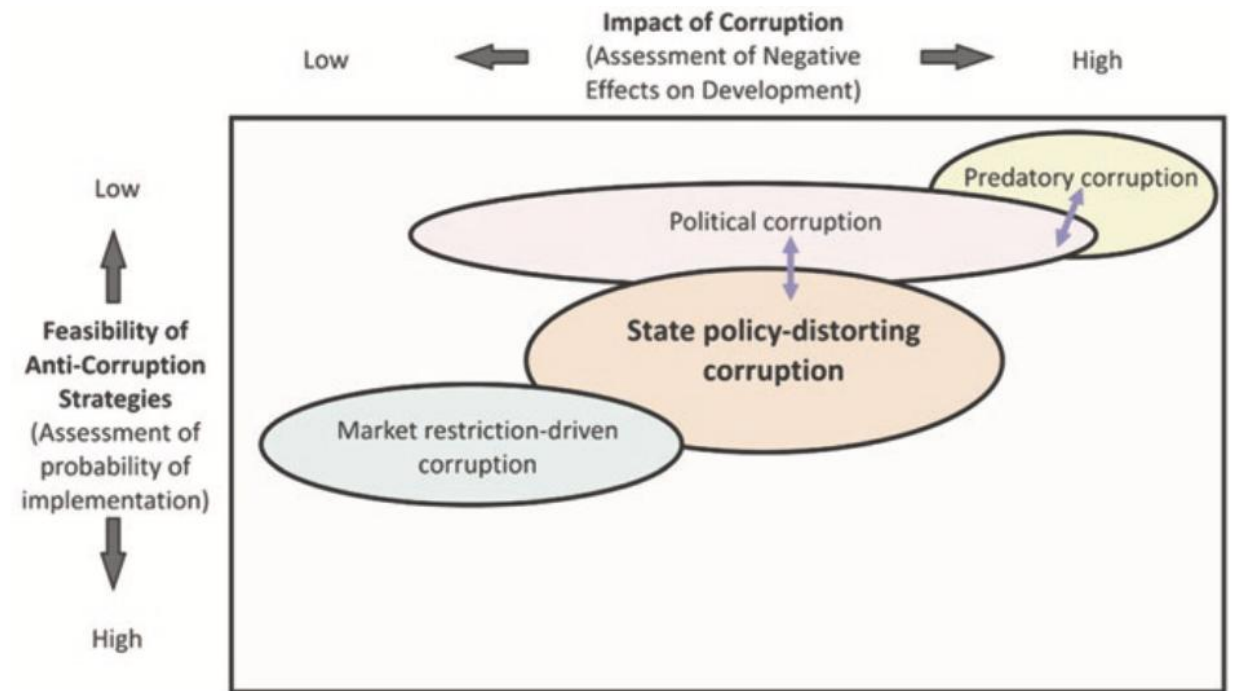 Impact of Corruption
(Assessment of Negative
Effects on Development)
Low
High
Low
Feasibility of
Anti-Corruption
Strategies
(Assessment of
probability of
implementation)
High
Predatory corruption
Political corruption
State policy-distorting
corruption
Market restriction-driven
corruption